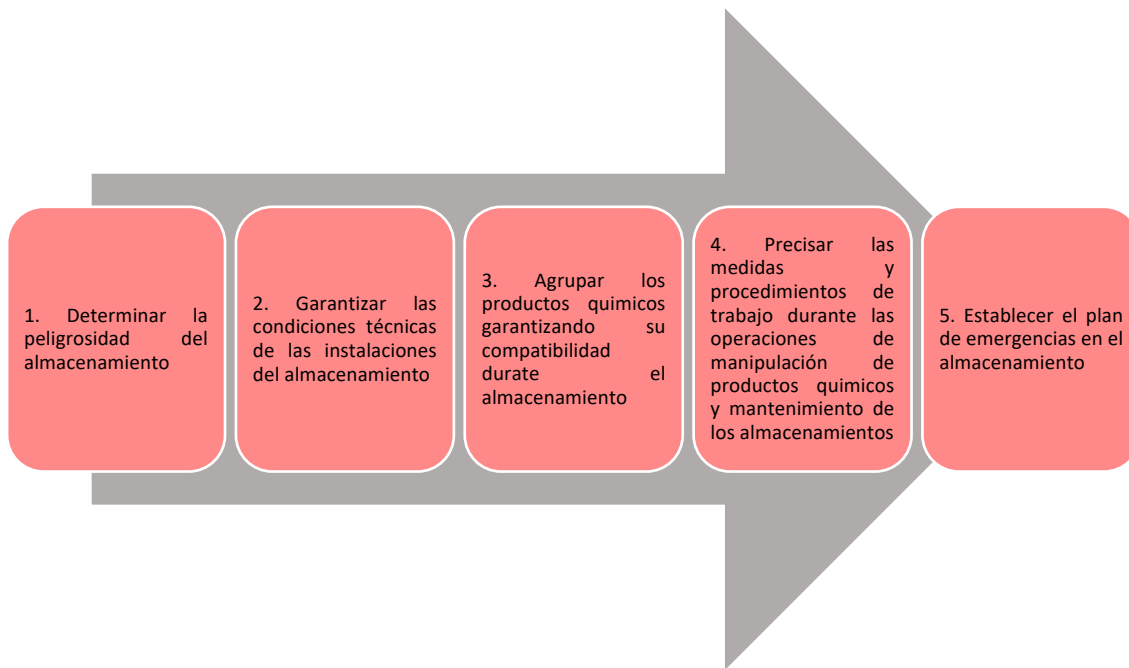 1. Determinar la
peligrosidad del
almacenamiento
2. Garantizar las
condiciones técnicas
de las instalaciones
del almacenamiento
3. Agrupar los
productos quimicos
garantizando su
compatibilidad
durate el
almacenamiento
4. Precisar las
medidas y
procedimientos de
trabajo durante las
operaciones de
manipulación de
productos quimicos
y mantenimiento de
los almacenamientos
5. Establecer el plan
de emergencias en el
almacenamiento